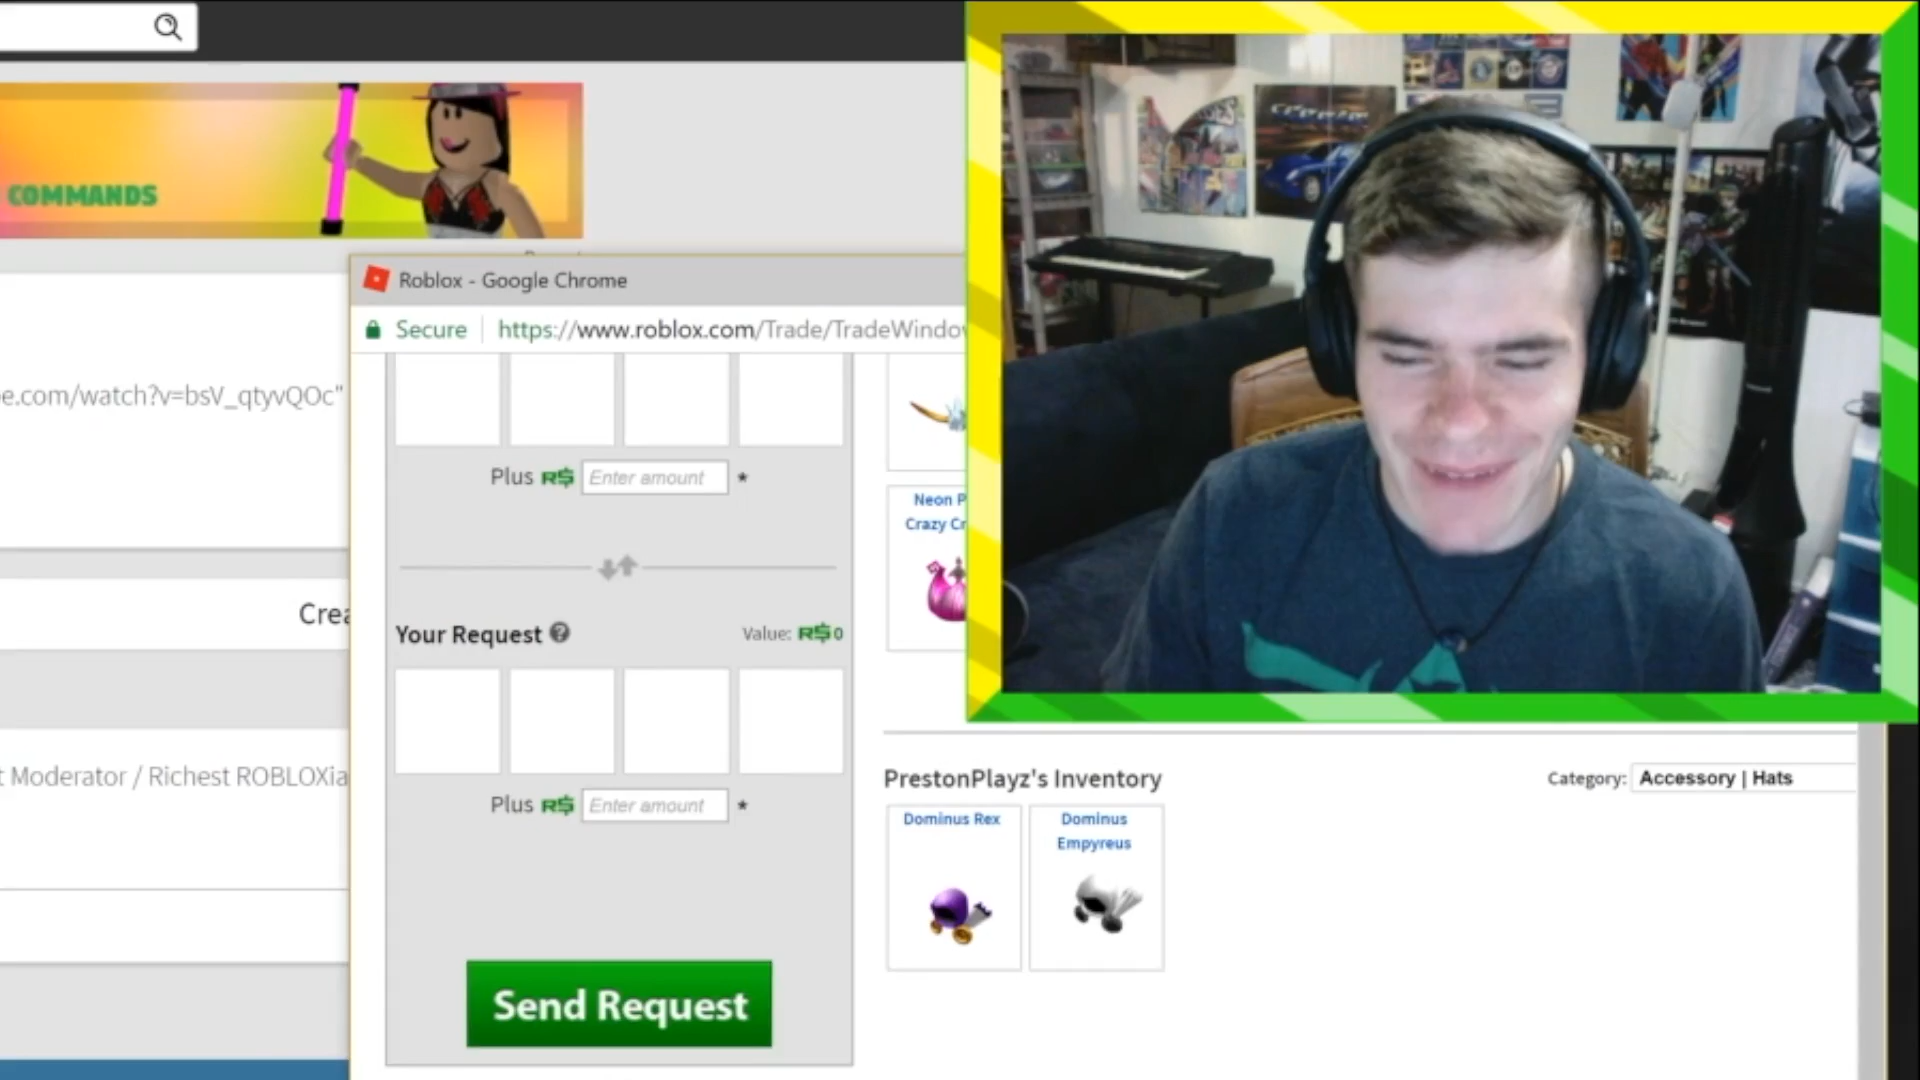 COMMANDS
Roblox - Google Chrome
Secure https://www.roblox.com/Trade/TradeWindo
e.com/watch?v=bsV_qtyvQOc"
Plus R$ Enter amount *
Neon P
Crazy Cr
Crea
Your Request ? Value: R$ 0
t Moderator / Richest ROBLOXia
Plus R$ Enter amount *
PrestonPlayz's Inventory
Category: Accessory | Hats
Dominus Rex
Dominus
Empyreus
Send Request